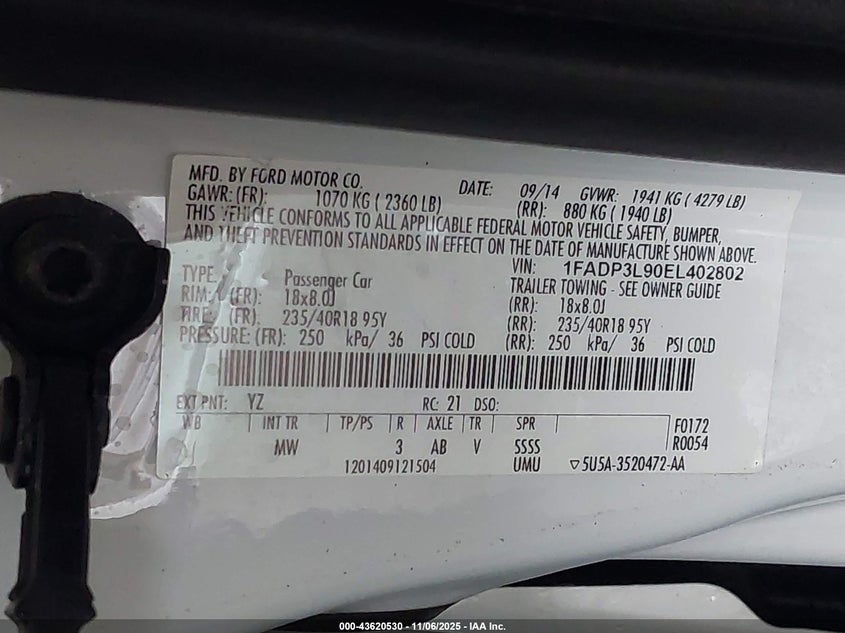 MFD. BY FORD MOTOR CO. DATE: 09/14 GVWR: 1941 KG ( 4279 LB)
GAWR: (FR): 1070 KG ( 2360 LB) (RR): 880 KG ( 1940 LB)
THIS VEHICLE CONFORMS TO ALL APPLICABLE FEDERAL MOTOR VEHICLE SAFETY, BUMPER,
AND THEFT PREVENTION STANDARDS IN EFFECT ON THE DATE OF MANUFACTURE SHOWN ABOVE.
VIN: 1FADP3L90EL402802
TYPE: Passenger Car TRAILER TOWING - SEE OWNER GUIDE
RIM: (FR): 18x8.0J (RR): 18x8.0J
TIRE: (FR): 235/40R18 95Y (RR): 235/40R18 95Y
PRESSURE: (FR): 250 kPa/ 36 PSI COLD (RR): 250 kPa/ 36 PSI COLD
EXT PNT: YZ RC: 21 DSO:
WB INT TR TP/PS R AXLE TR SPR F0172
MW 3 AB V SSSS R0054
1201409121504 UMU ▽5U5A-3520472-AA
000-43620530 - 11/06/2025 - IAA Inc.